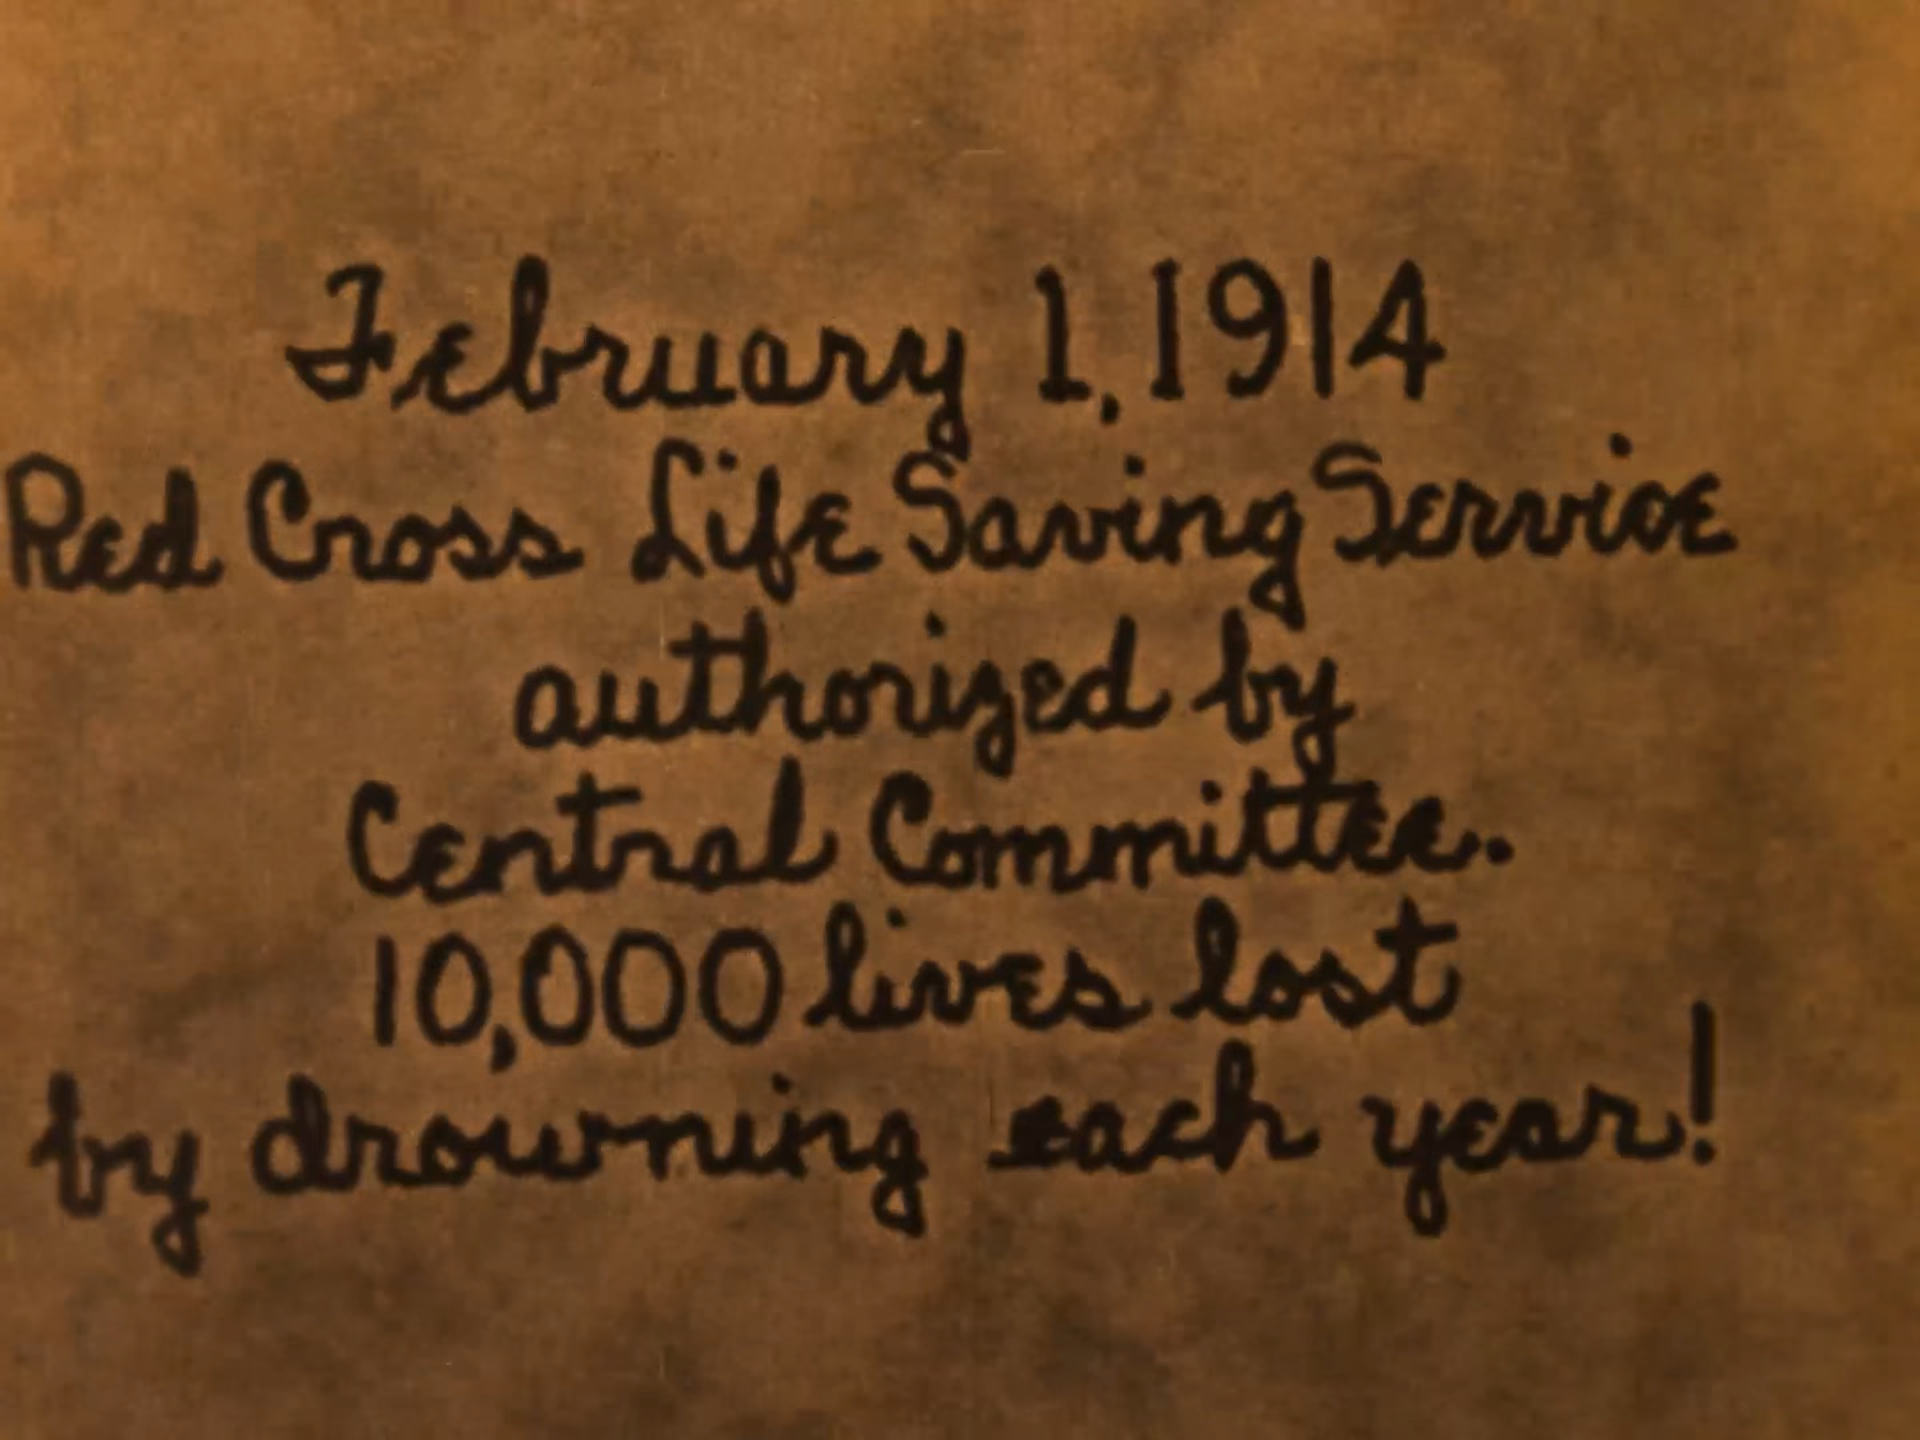 February 1, 1914
Red Cross Life Saving Service
authorized by
Central Committee.
10,000 lives lost
by drowning each year!